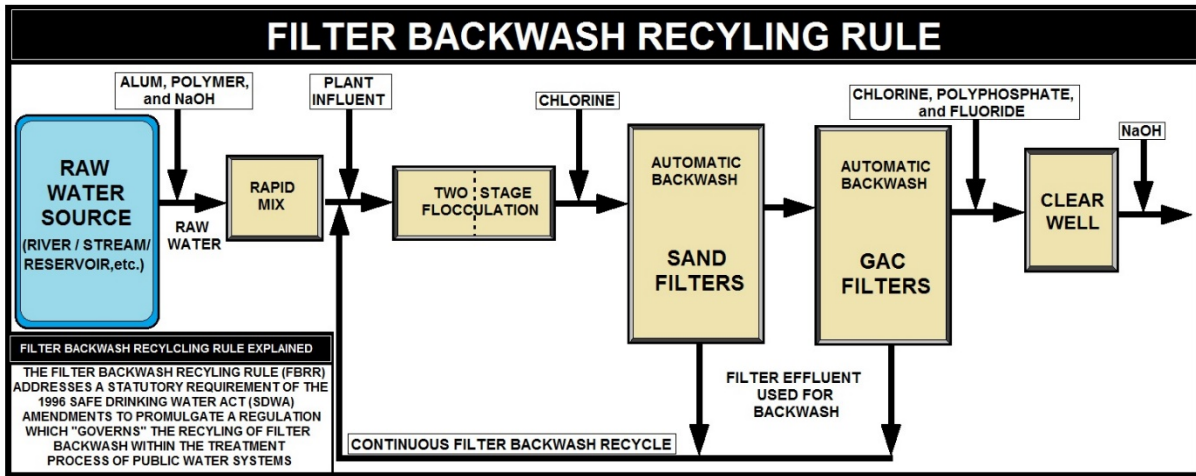 FILTER BACKWASH RECYLING RULE
ALUM, POLYMER,
and NaOH
PLANT
INFLUENT
CHLORINE
CHLORINE, POLYPHOSPHATE,
and FLUORIDE
NaOH
RAW
WATER
SOURCE
(RIVER / STREAM/
RESERVOIR,etc.)
RAW
WATER
RAPID
MIX
TWO STAGE
FLOCCULATION
AUTOMATIC
BACKWASH
SAND
FILTERS
AUTOMATIC
BACKWASH
GAC
FILTERS
CLEAR
WELL
FILTER EFFLUENT
USED FOR
BACKWASH
CONTINUOUS FILTER BACKWASH RECYCLE
FILTER BACKWASH RECYLCLING RULE EXPLAINED
THE FILTER BACKWASH RECYLING RULE (FBRR)
ADDRESSES A STATUTORY REQUIREMENT OF THE
1996 SAFE DRINKING WATER ACT (SDWA)
AMENDMENTS TO PROMULGATE A REGULATION
WHICH "GOVERNS" THE RECYLING OF FILTER
BACKWASH WITHIN THE TREATMENT
PROCESS OF PUBLIC WATER SYSTEMS